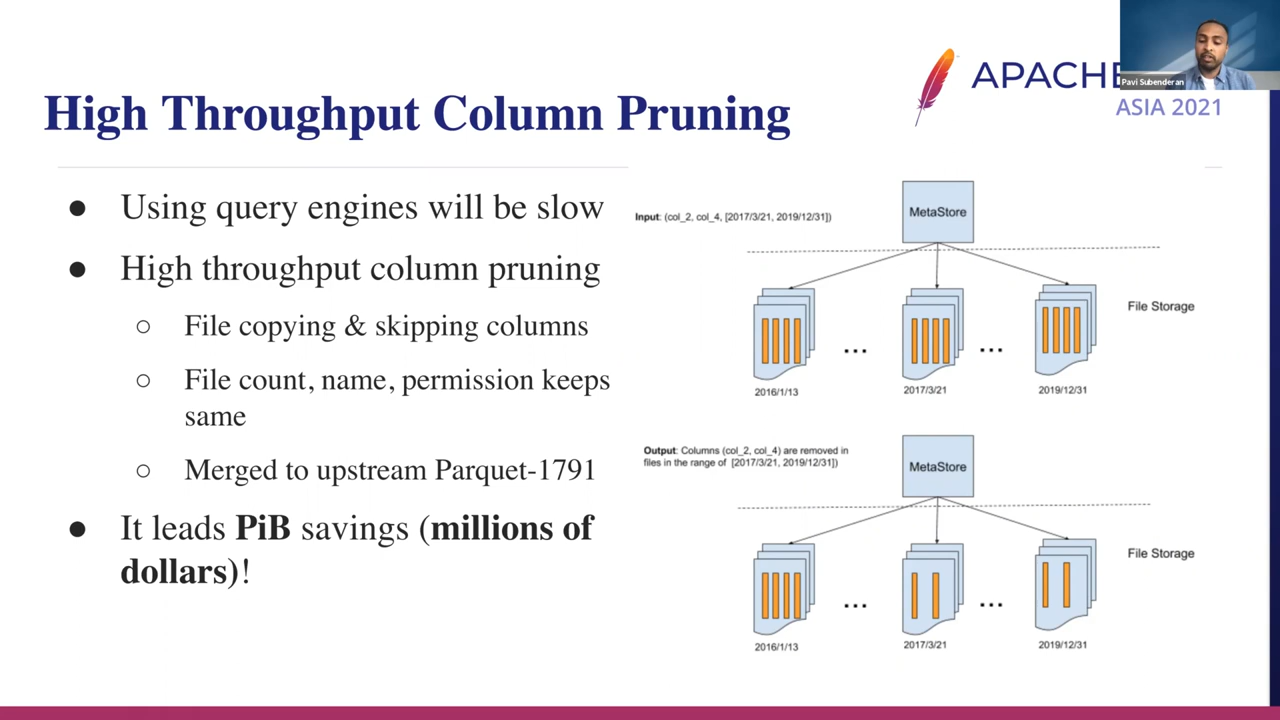 APACHE
Pavi Subenderan
ASIA 2021
High Throughput Column Pruning
● Using query engines will be slow
● High throughput column pruning
○ File copying & skipping columns
○ File count, name, permission keeps
same
○ Merged to upstream Parquet-1791
● It leads PiB savings (millions of
dollars)!
Input: (col_2, col_4, [2017/3/21, 2019/12/31])
MetaStore
File Storage
...
...
2016/1/13
2017/3/21
2019/12/31
Output: Columns (col_2, col_4) are removed in
files in the range of [2017/3/21, 2019/12/31])
MetaStore
File Storage
...
...
2016/1/13
2017/3/21
2019/12/31